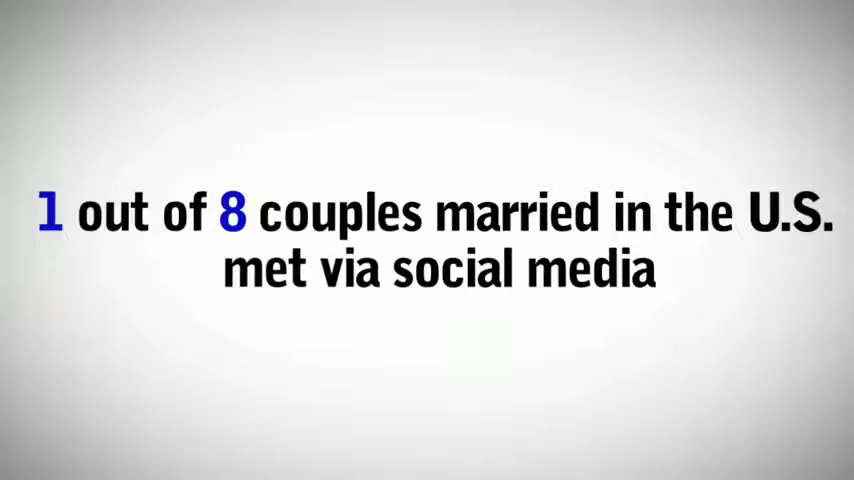 1 out of 8 couples married in the U.S.
met via social media